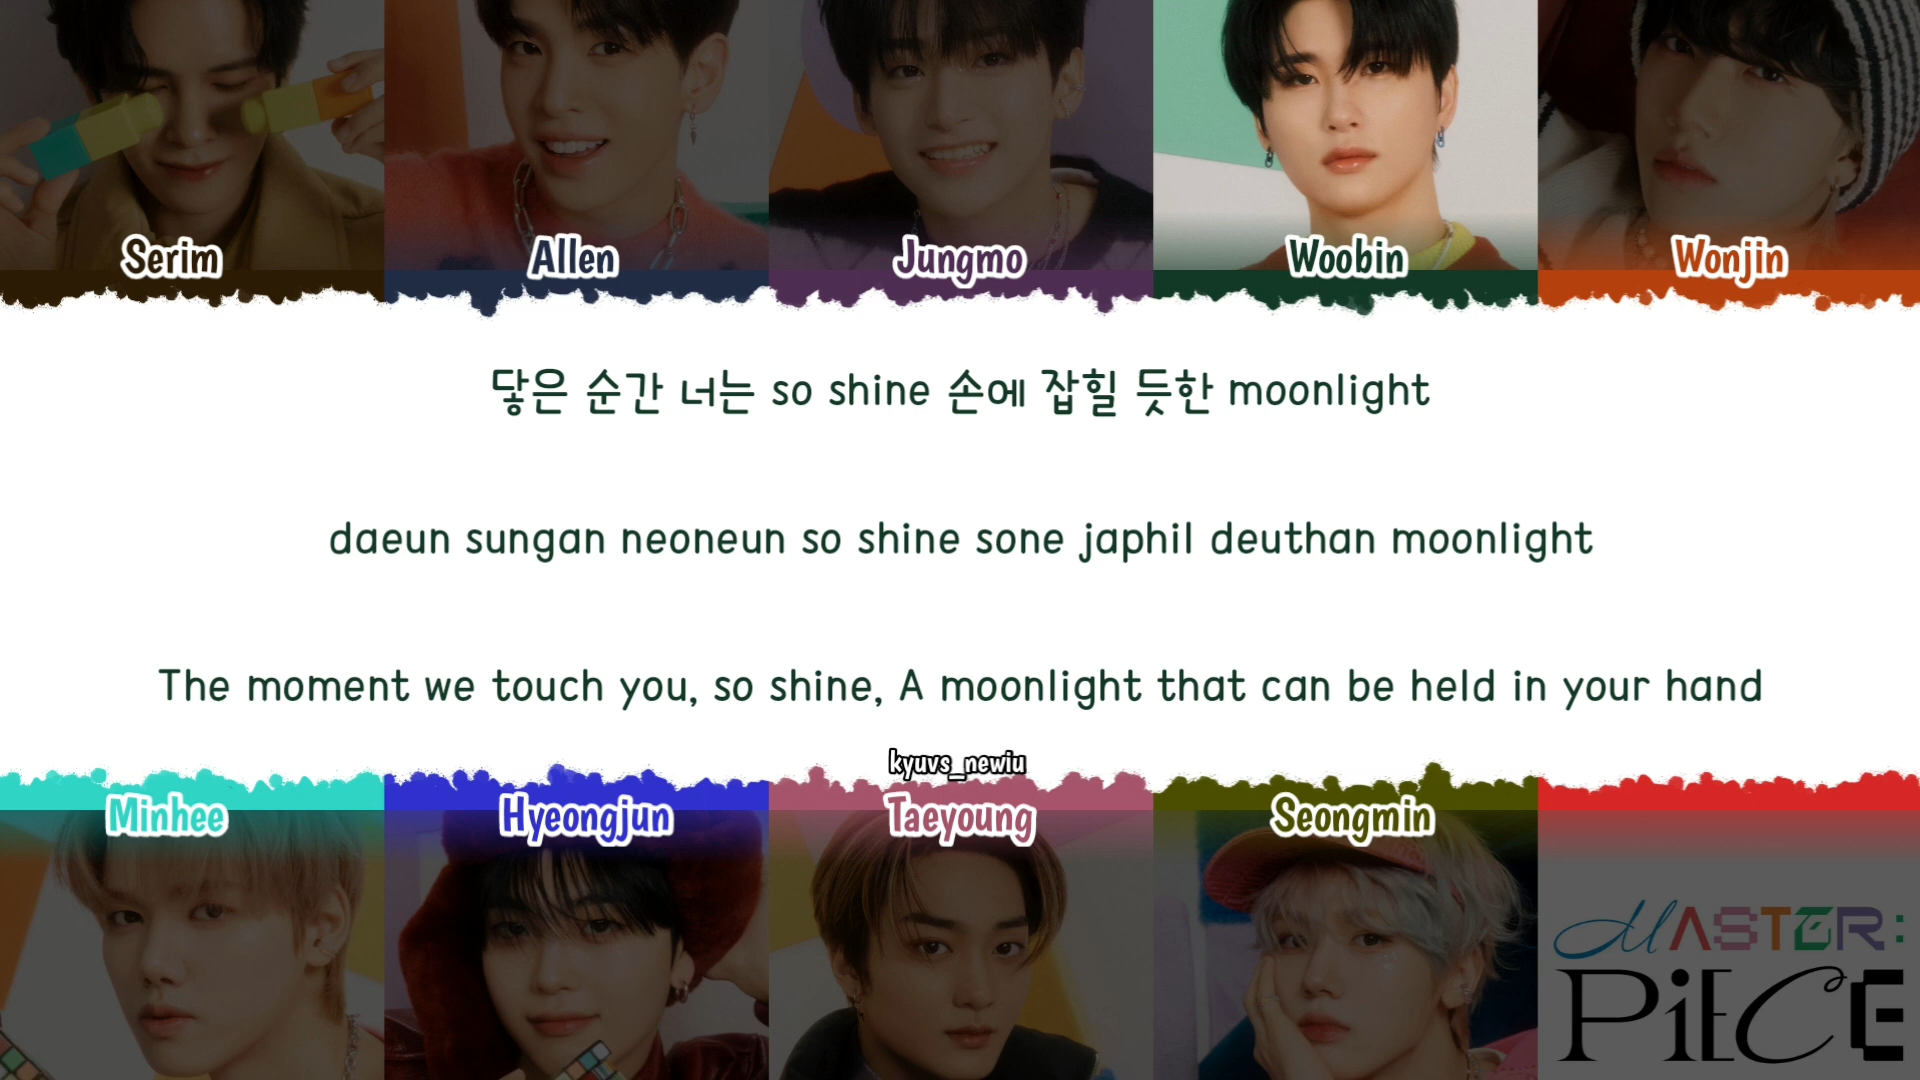 Serim
Allen
Jungmo
Woobin
Wonjin
닿은 순간 너는 so shine 손에 잡힐 듯한 moonlight
daeun sungan neoneun so shine sone japhil deuthan moonlight
The moment we touch you, so shine, A moonlight that can be held in your hand
kyuvs_newiu
Minhee
Hyeongjun
Taeyoung
Seongmin
MASTER:
PiECE